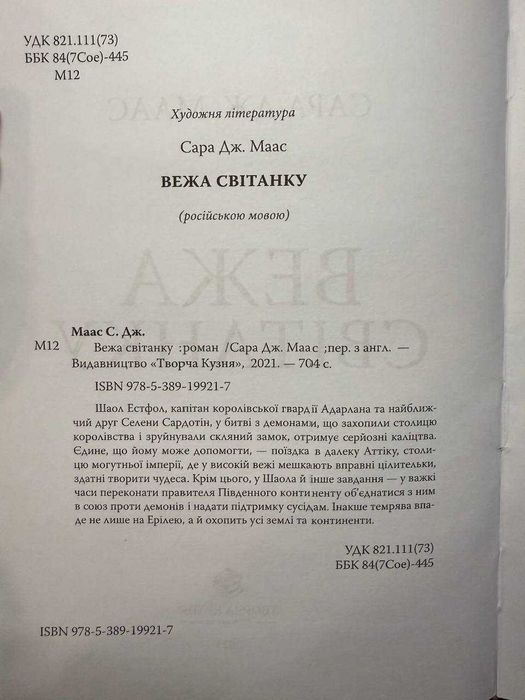 УДК 821.111(73)
ББК 84(7Сое)-445
М12
Художня література
Сара Дж. Маас
ВЕЖА СВІТАНКУ
(російською мовою)
Маас С. Дж.
М12
Вежа світанку :роман /Сара Дж. Маас ;пер. з англ. —
Видавництво «Творча Кузня», 2021. — 704 с.
ISBN 978-5-389-19921-7
Шаол Естфол, капітан королівської гвардії Адарлана та найближ-
чий друг Селени Сардотін, у битві з демонами, що захопили столицю
королівства і зруйнували скляний замок, отримує серйозні каліцтва.
Єдине, що йому може допомогти, — поїздка в далеку Аттіку, столи-
цю могутньої імперії, де у високій вежі мешкають вправні цілительки,
здатні творити чудеса. Крім цього, у Шаола й інше завдання — у важкі
часи переконати правителя Південного континенту об'єднатися з ним
в союз проти демонів і надати підтримку сусідам. Інакше темрява впа-
де не лише на Ерілею, а й охопить усі землі та континенти.
УДК 821.111(73)
ББК 84(7Сое)-445
ISBN 978-5-389-19921-7